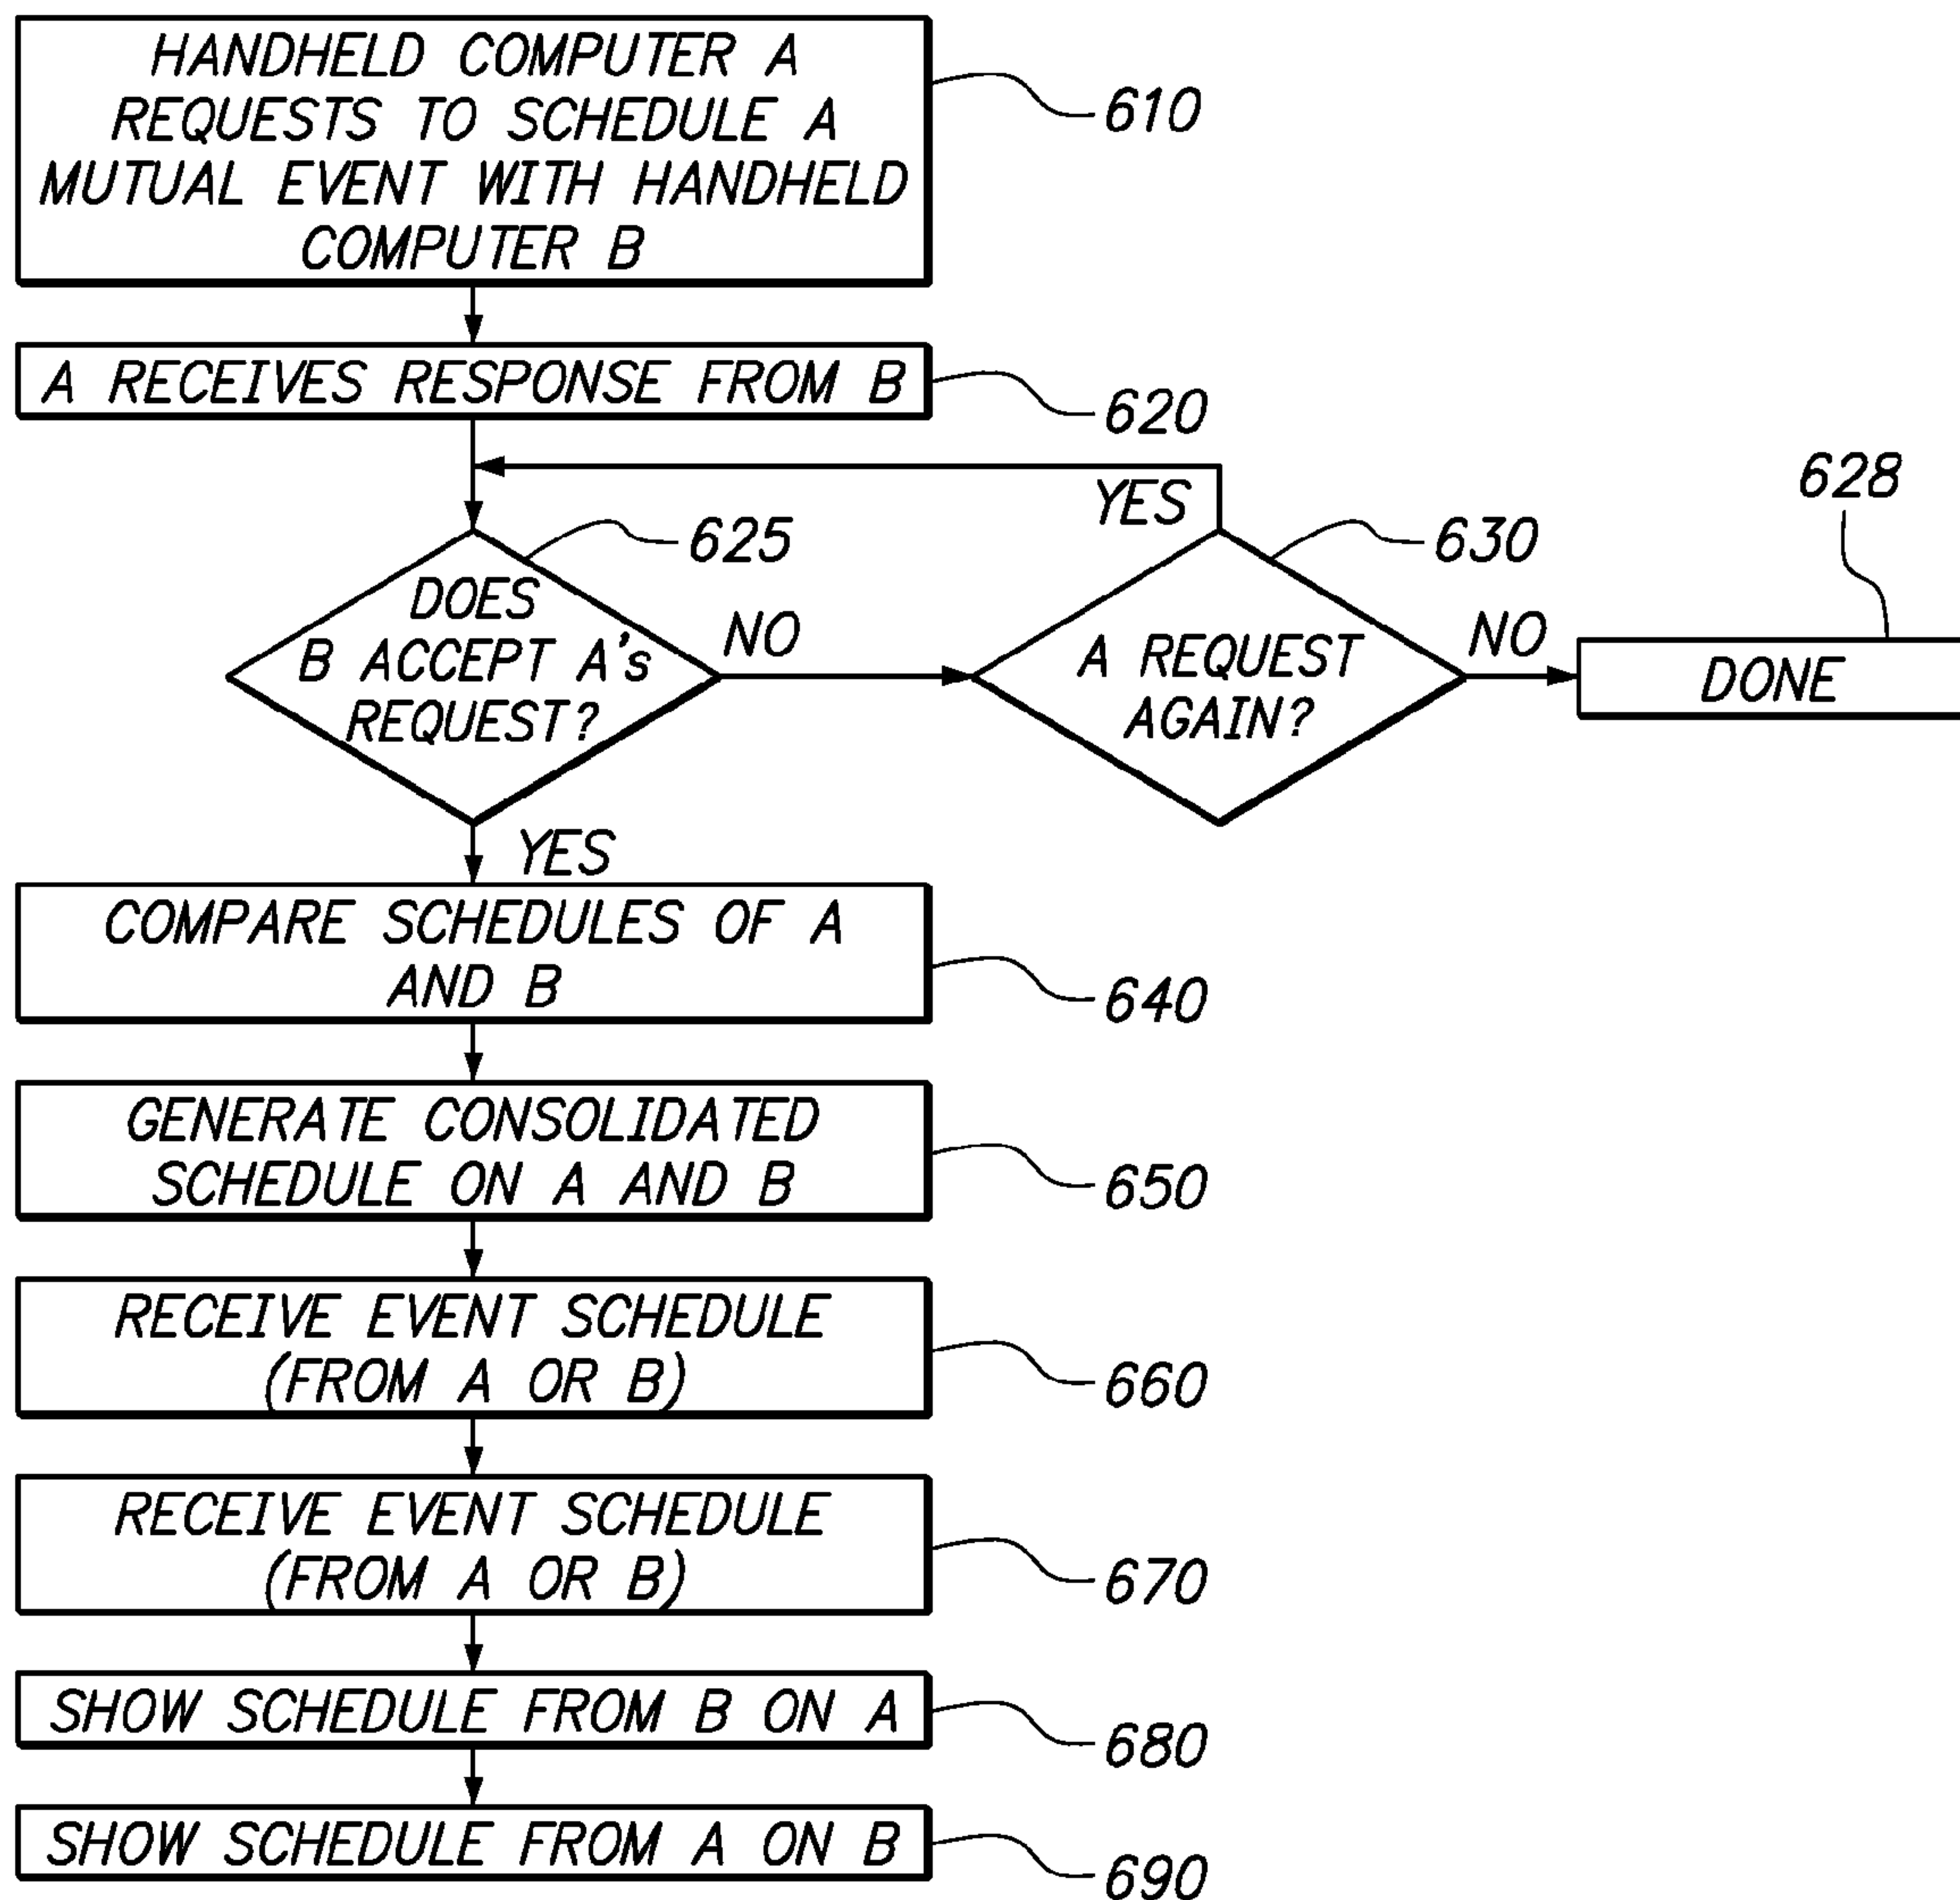 HANDHELD COMPUTER A
REQUESTS TO SCHEDULE A
MUTUAL EVENT WITH HANDHELD
COMPUTER B
610
A RECEIVES RESPONSE FROM B
620
YES
628
625
630
DOES
B ACCEPT A's
REQUEST?
NO
A REQUEST
AGAIN?
NO
DONE
YES
COMPARE SCHEDULES OF A
AND B
640
GENERATE CONSOLIDATED
SCHEDULE ON A AND B
650
RECEIVE EVENT SCHEDULE
(FROM A OR B)
660
RECEIVE EVENT SCHEDULE
(FROM A OR B)
670
SHOW SCHEDULE FROM B ON A
680
SHOW SCHEDULE FROM A ON B
690